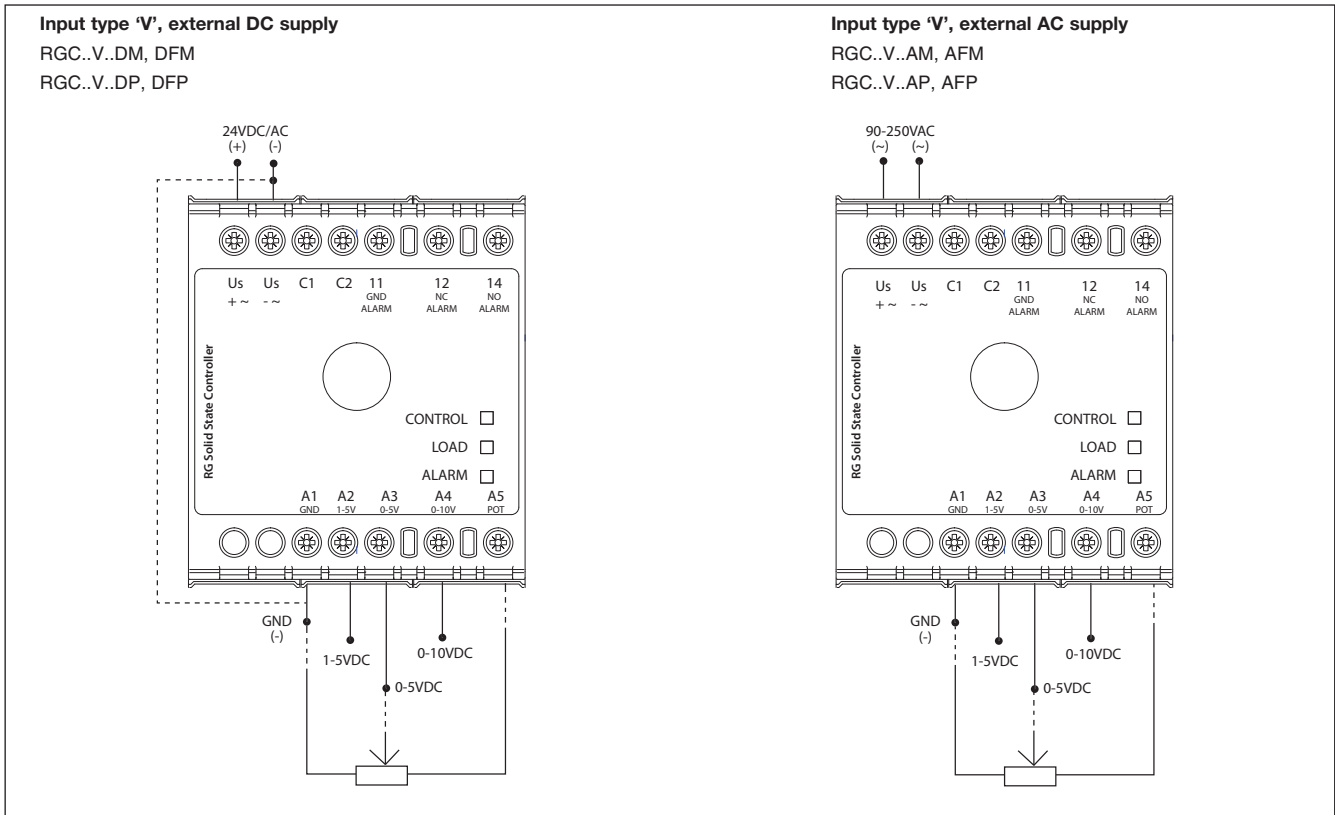 Input type ‘V’, external DC supply
RGC..V..DM, DFM
RGC..V..DP, DFP
24VDC/AC
(+) (-)
Us Us C1 C2 11 12 14
+ ~ - ~ GND NC NO
ALARM ALARM ALARM
RG Solid State Controller
CONTROL
LOAD
ALARM
A1 A2 A3 A4 A5
GND 1-5V 0-5V 0-10V POT
GND
(-)
1-5VDC
0-10VDC
0-5VDC
Input type ‘V’, external AC supply
RGC..V..AM, AFM
RGC..V..AP, AFP
90-250VAC
(~) (~)
Us Us C1 C2 11 12 14
+ ~ - ~ GND NC NO
ALARM ALARM ALARM
RG Solid State Controller
CONTROL
LOAD
ALARM
A1 A2 A3 A4 A5
GND 1-5V 0-5V 0-10V POT
GND
(-)
1-5VDC
0-10VDC
0-5VDC